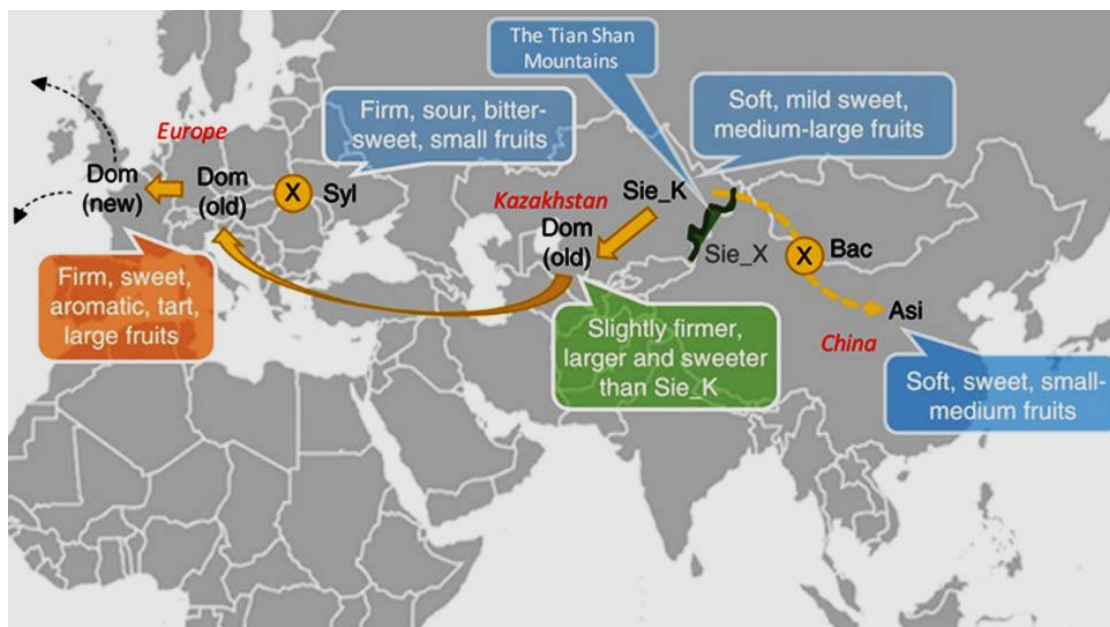 The Tian Shan
Mountains
Soft, mild sweet,
medium-large fruits
Firm, sour, bitter-
sweet, small fruits
Europe
Dom
(new)
Dom
(old)
X
Syl
Kazakhstan
Sie_K
Dom
(old)
Sie_X
X
Bac
Asi
China
Firm, sweet,
aromatic, tart,
large fruits
Slightly firmer,
larger and sweeter
than Sie_K
Soft, sweet, small-
medium fruits